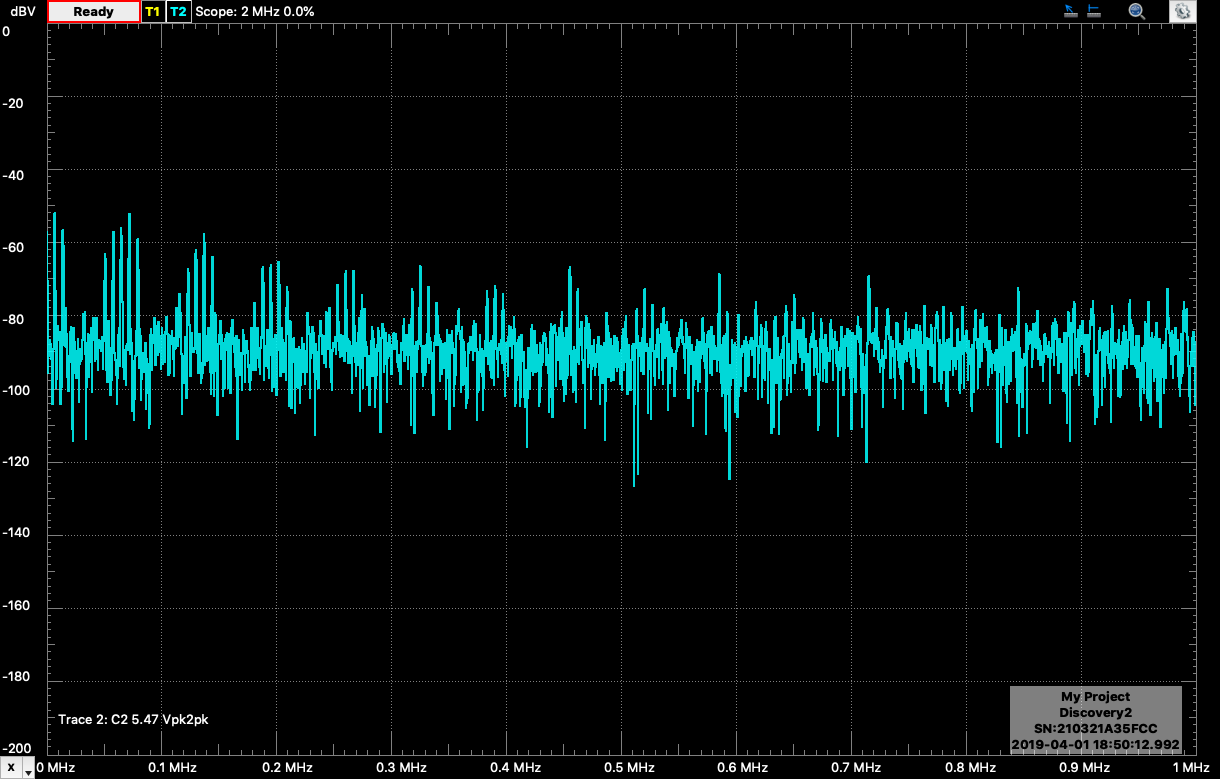 dBV Ready T1 T2 Scope: 2 MHz 0.0%
0
-20
-40
-60
-80
-100
-120
-140
-160
-180
-200
Trace 2: C2 5.47 Vpk2pk
My Project
Discovery2
SN:210321A35FCC
2019-04-01 18:50:12.992
X 0 MHz 0.1 MHz 0.2 MHz 0.3 MHz 0.4 MHz 0.5 MHz 0.6 MHz 0.7 MHz 0.8 MHz 0.9 MHz 1 MHz